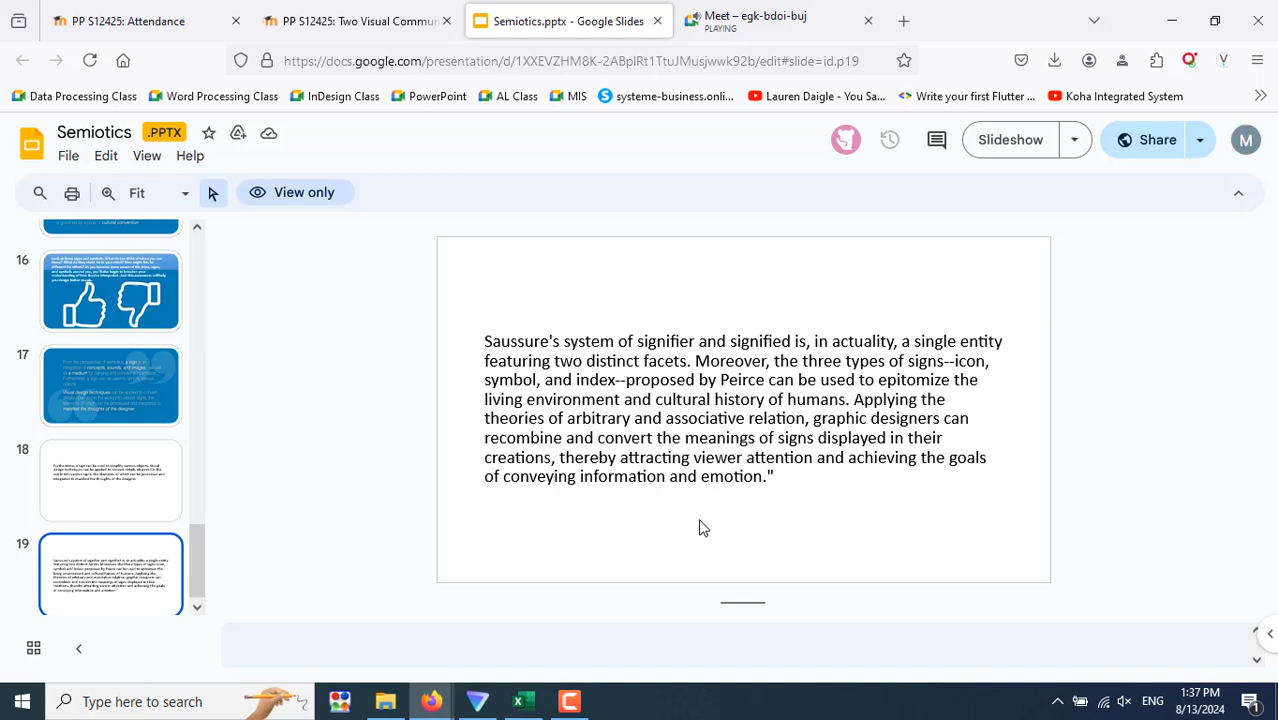 PP S12425: Attendance
PP S12425: Two Visual Commun
Semiotics.pptx - Google Slides
Meet – egk-bdoi-buj
PLAYING
https://docs.google.com/presentation/d/1XXEVZHM8K-2ABplRt1TtuJMusjwwk92b/edit#slide=id.p19
Data Processing Class
Word Processing Class
InDesign Class
PowerPoint
AL Class
MIS
systeme-business.onli...
Lauren Daigle - You Sa...
Write your first Flutter ...
Koha Integrated System
Semiotics
.PPTX
File
Edit
View
Help
Slideshow
Share
M
Fit
View only
16
17
18
19
Saussure's system of signifier and signified is, in actuality, a single entity
featuring two distinct facets. Moreover, three types of signs--icon,
symbol, and index--proposed by Peirce can be used to epitomize the
living environment and cultural history of humans. Applying the
theories of arbitrary and associative relation, graphic designers can
recombine and convert the meanings of signs displayed in their
creations, thereby attracting viewer attention and achieving the goals
of conveying information and emotion."
Type here to search
ENG
1:37 PM
8/13/2024